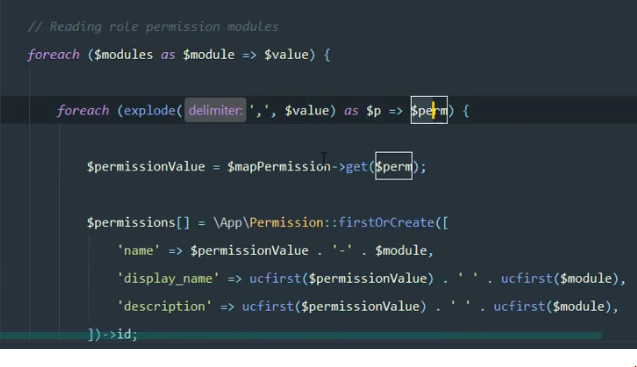 // Reading role permission modules
foreach ($modules as $module => $value) {
foreach (explode( delimiter: ',', $value) as $p => $perm) {
$permissionValue = $mapPermission->get($perm);
$permissions[] = \App\Permission::firstOrCreate([
'name' => $permissionValue . '-' . $module,
'display_name' => ucfirst($permissionValue) . ' ' . ucfirst($module),
'description' => ucfirst($permissionValue) . ' ' . ucfirst($module),
])->id;